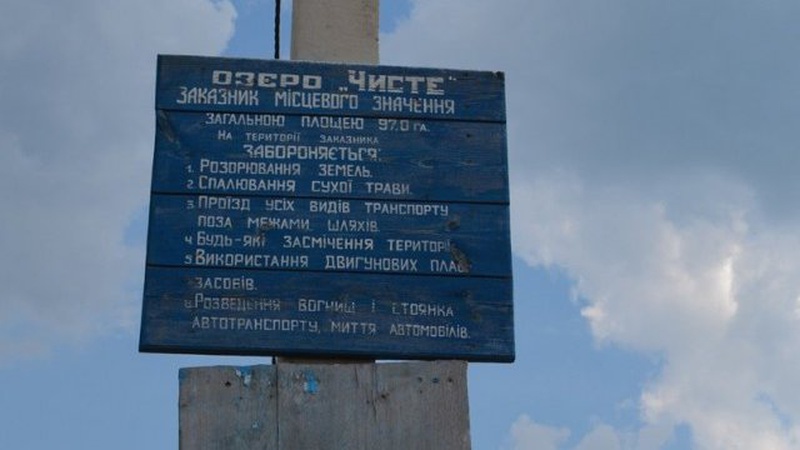 ОЗЕРО „ЧИСТЕ"
ЗАКАЗНИК МІСЦЕВОГО ЗНАЧЕННЯ
ЗАГАЛЬНОЮ ПЛОЩЕЮ 97.0 ГА.
НА ТЕРИТОРІЇ ЗАКАЗНИКА
ЗАБОРОНЯЄТЬСЯ:
1. РОЗОРЮВАННЯ ЗЕМЕЛЬ.
2. СПАЛЮВАННЯ СУХОЇ ТРАВИ.
3. ПРОЇЗД УСІХ ВИДІВ ТРАНСПОРТУ
ПОЗА МЕЖАМИ ШЛЯХІВ.
4. БУДЬ-ЯКІ ЗАСМІЧЕННЯ ТЕРИТОРІЇ
5. ВИКОРИСТАННЯ ДВИГУНОВИХ ПЛАВ.
ЗАСОБІВ.
6. РОЗВЕДЕННЯ ВОГНИЩ І СТОЯНКА
АВТОТРАНСПОРТУ, МИТТЯ АВТОМОБІЛІВ.